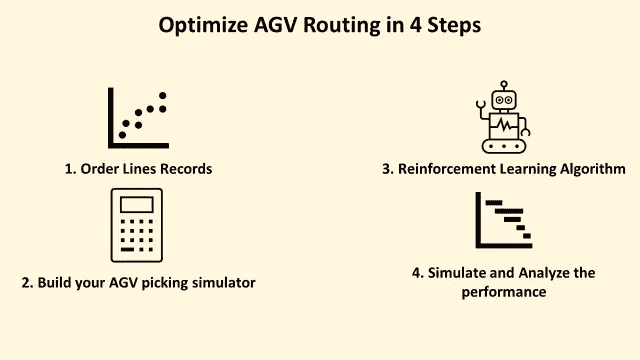 Optimize AGV Routing in 4 Steps
1. Order Lines Records
2. Build your AGV picking simulator
3. Reinforcement Learning Algorithm
4. Simulate and Analyze the
performance